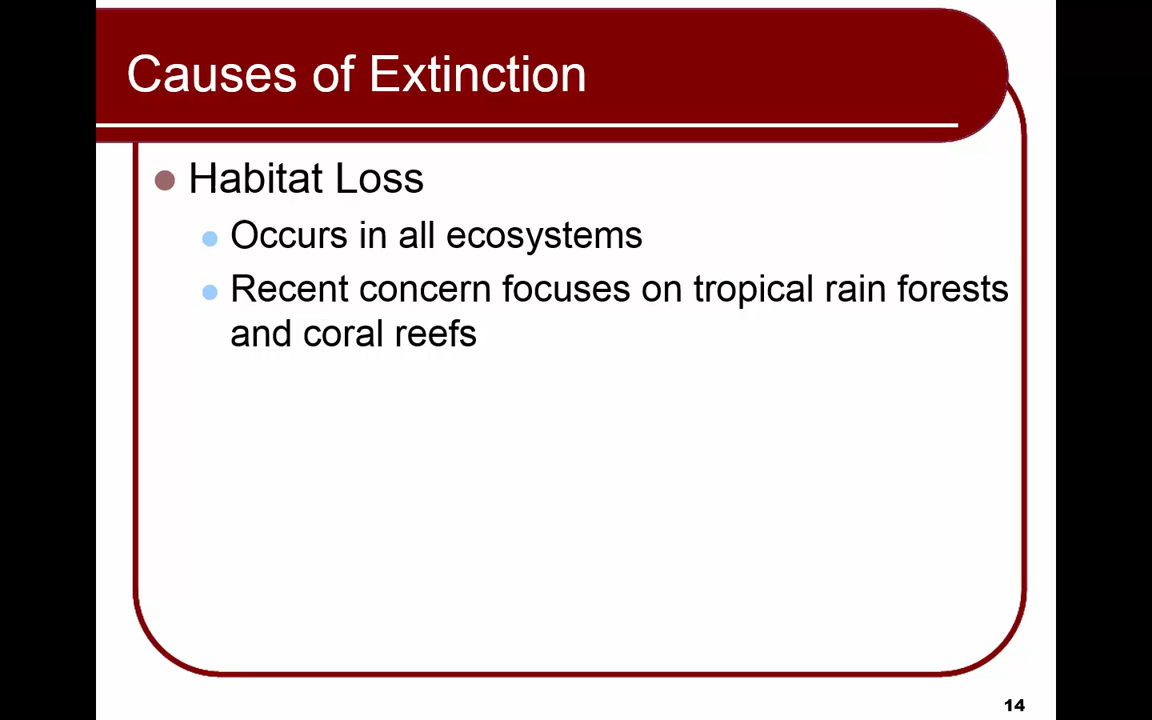 Causes of Extinction
Habitat Loss
Occurs in all ecosystems
Recent concern focuses on tropical rain forests
and coral reefs
14